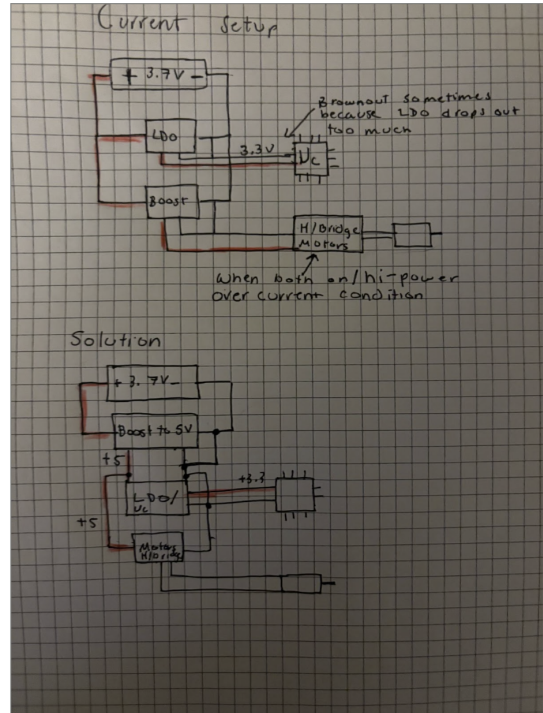 Current Setup
+ 3.7V -
Brownout sometimes
because LDO drops out
too much
LDO
3.3V
Uc
Boost
H/Bridge
Motors
when both on/hi-power
over current condition
Solution
+ 3.7V-
Boost to 5V
+5
+3.3
LDO/
uc
+5
Motors
H/Bridge